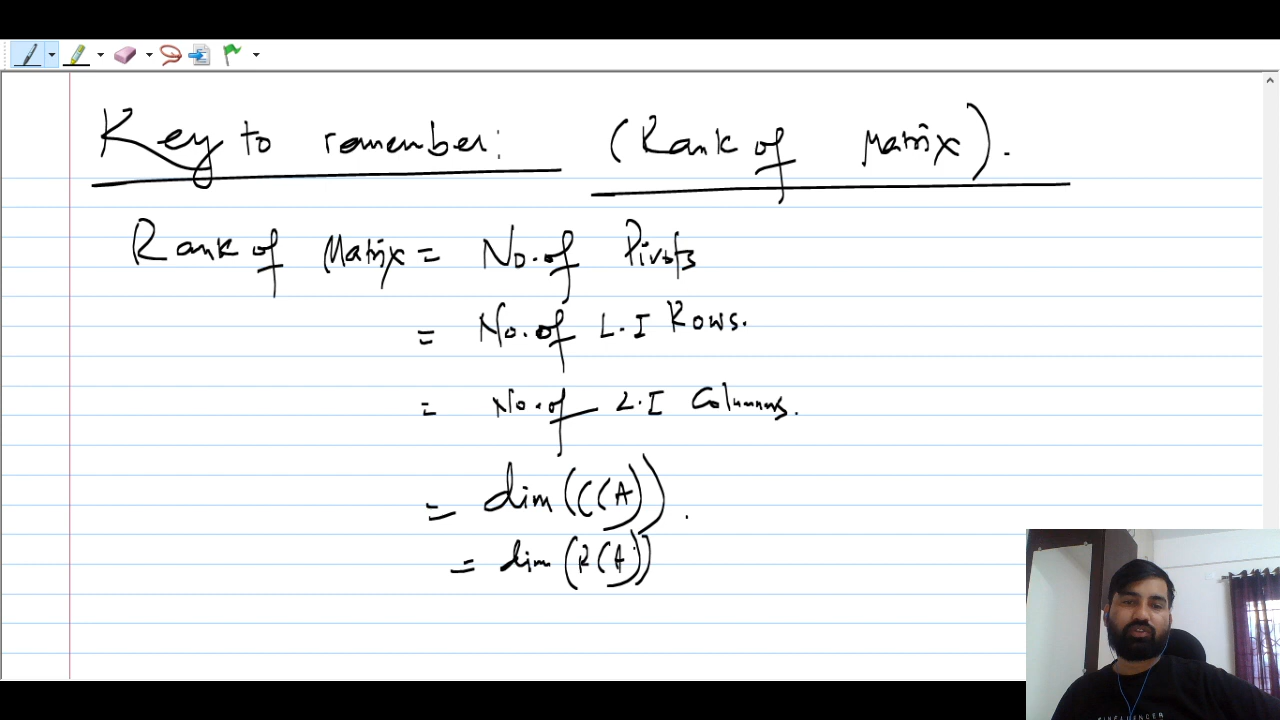 Key to remember: (Rank of Matrix).
Rank of Matrix = No. of Pivots
= No. of L.I Rows.
= No. of L.I Columns.
= dim(C(A)).
= dim(R(A))